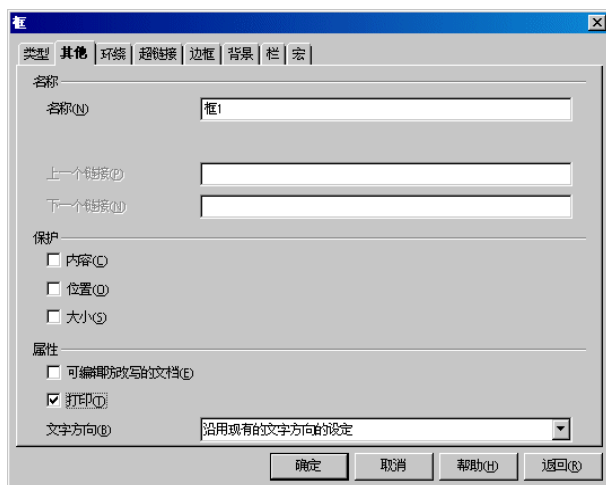 框
类型 其他 环绕 超链接 边框 背景 栏 宏
名称
名称(N) 框1
上一个链接(P)
下一个链接(N)
保护
内容(C)
位置(O)
大小(S)
属性
可编辑防改写的文档(E)
打印(T)
文字方向(B) 沿用现有的文字方向的设定
确定 取消 帮助(H) 返回(R)